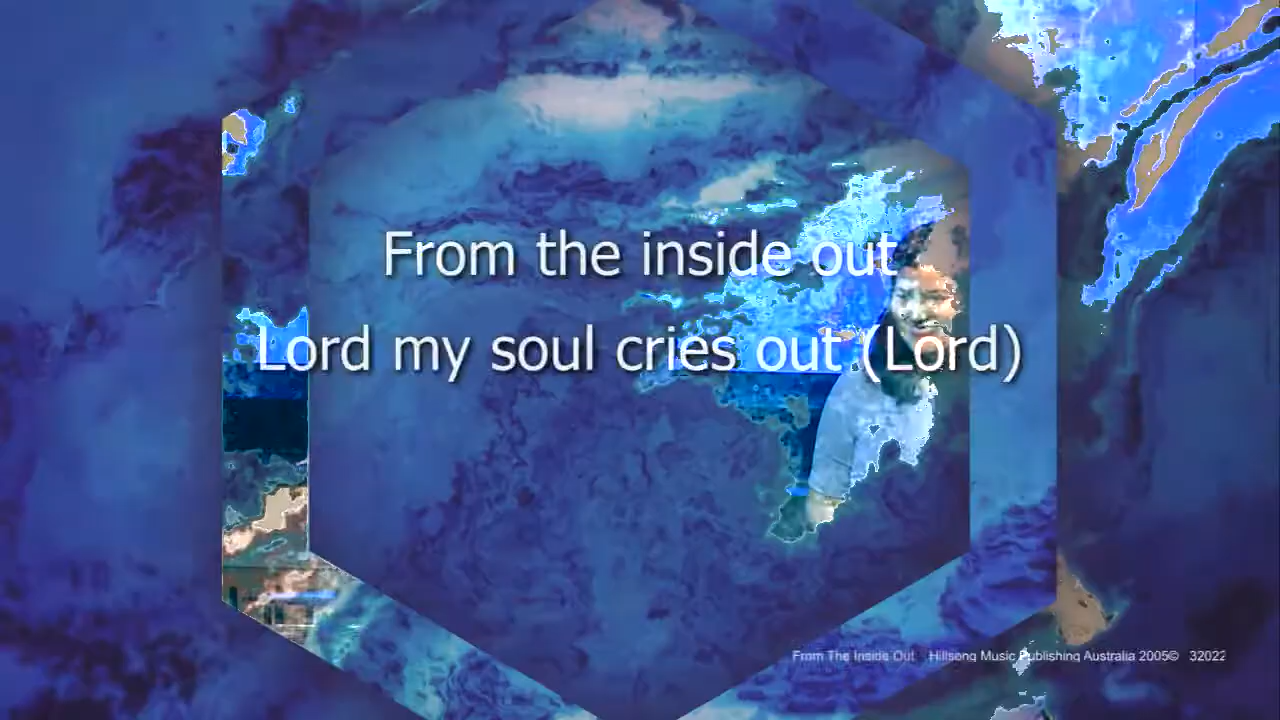 From the inside out
Lord my soul cries out (Lord)
From The Inside Out Hillsong Music Publishing Australia 2005© 32022